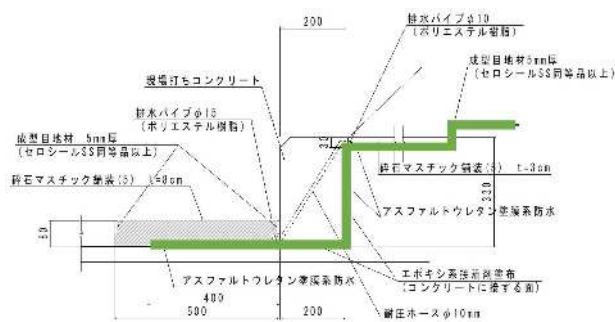 200
排水パイプφ10
(ポリエステル樹脂)
成型目地材5mm厚
(セロシールSS同等品以上)
現場打ちコンクリート
排水パイプφ15
(ポリエステル樹脂)
成型目地材 5mm厚
(セロシールSS同等品以上)
砕石マスチック舗装(5) t=8cm
30
砕石マスチック舗装(5) t=3cm
330
アスファルトウレタン塗膜系防水
80
エポキシ系接着剤塗布
(コンクリートに接する面)
アスファルトウレタン塗膜系防水
400
500
200
耐圧ホースφ10mm